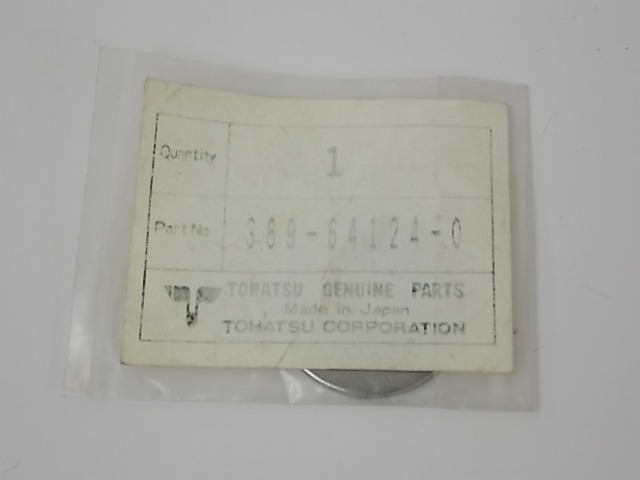 Quantity 1
Part No 369-64124-0
TOHATSU GENUINE PARTS
Made in Japan
TOHATSU CORPORATION